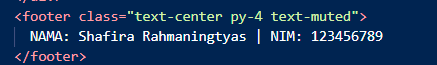 <footer class="text-center py-4 text-muted">
NAMA: Shafira Rahmaningtyas | NIM: 123456789
</footer>